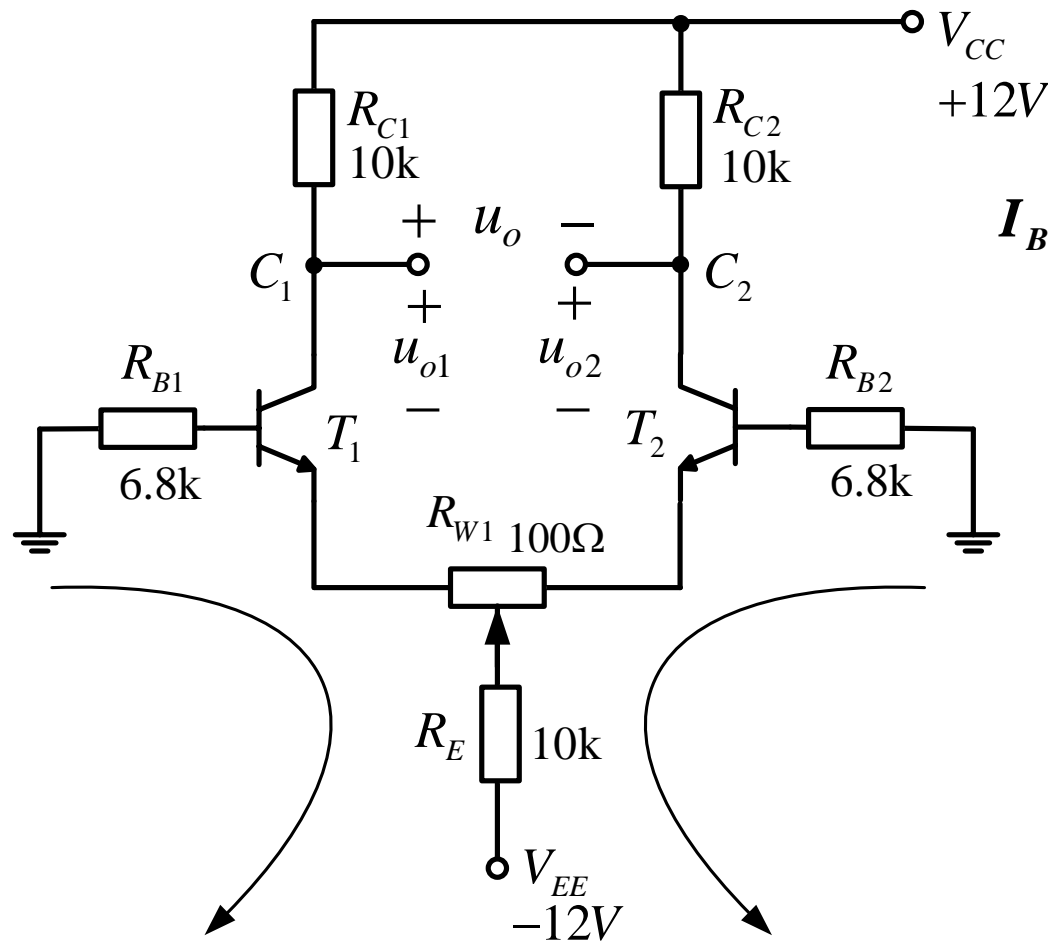 V_CC
+12V
R_C1
10k
R_C2
10k
I_B
+ u_o −
C_1
C_2
+
+
u_o1
u_o2
−
−
R_B1
6.8k
T_1
T_2
R_B2
6.8k
R_W1 100Ω
R_E 10k
V_EE
−12V